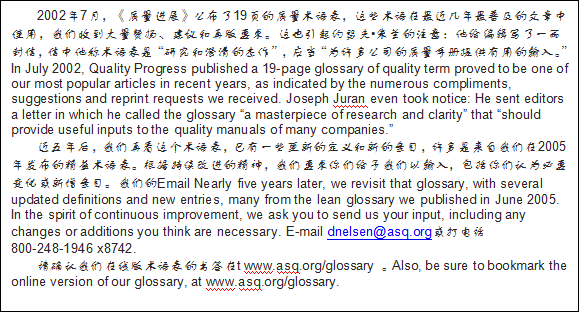 2002年7月，《质量进展》公布了19页的质量术语表，这些术语在最近几年最普及的文章中
使用，我们收到大量赞扬、建议和再版要求。这也引起约瑟夫·朱兰的注意：他给编辑写了一
封信，信中他称术语表是“研究和澄清的杰作”，应当“为许多公司的质量手册提供有用的输入。”
In July 2002, Quality Progress published a 19-page glossary of quality term proved to be one of
our most popular articles in recent years, as indicated by the numerous compliments,
suggestions and reprint requests we received. Joseph Juran even took notice: He sent editors
a letter in which he called the glossary “a masterpiece of research and clarity” that “should
provide useful inputs to the quality manuals of many companies.”
近五年后，我们再看这个术语表，已有一些更新的定义和新的条目，许多是来自我们在2005
年发布的精益术语表。根据持续改进的精神，我们要求你们给予我们以输入，包括你们认为必要
变化或新增条目。我们的Email Nearly five years later, we revisit that glossary, with several
updated definitions and new entries, many from the lean glossary we published in June 2005.
In the spirit of continuous improvement, we ask you to send us your input, including any
changes or additions you think are necessary. E-mail dnelsen@asq.org或打电话
800-248-1946 x8742.
请确认我们在线版术语表的书签在t www.asq.org/glossary 。Also, be sure to bookmark the
online version of our glossary, at www.asq.org/glossary.